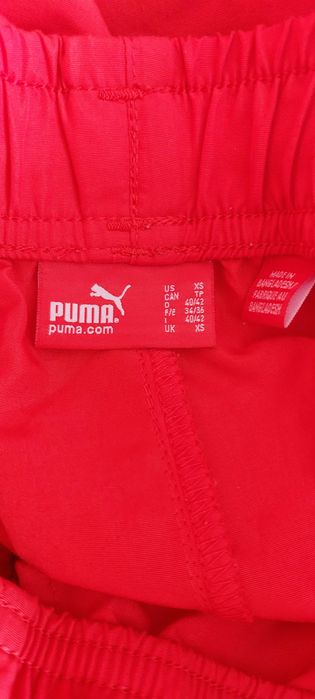 PUMA®
puma.com
US XS
CAN TP
D 40/42
F/E 34/36
I 40/42
UK XS
MADE IN
BANGLADESH/
FABRIQUÉ AU
BANGLADESH